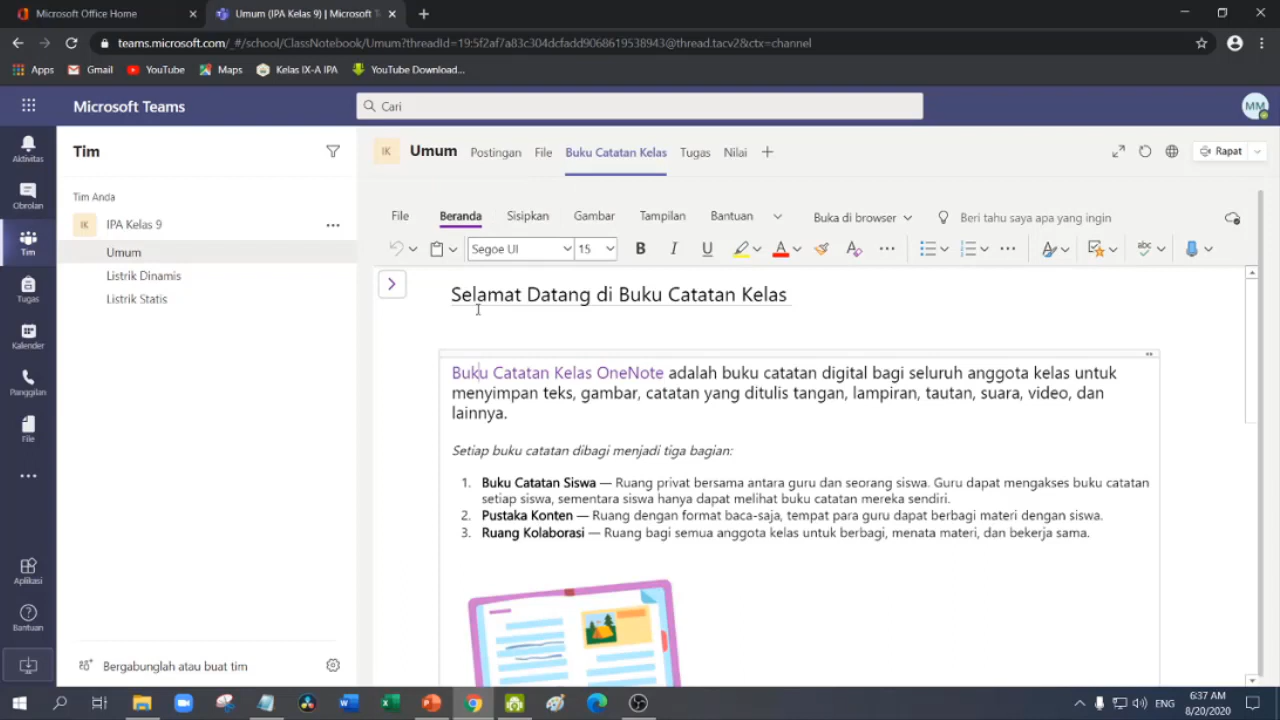 Microsoft Office Home
Umum (IPA Kelas 9) | Microsoft T
teams.microsoft.com/_#/school/ClassNotebook/Umum?threadId=19:5f2af7a83c304dcfadd9068619538943@thread.tacv2&ctx=channel
Apps Gmail YouTube Maps Kelas IX-A IPA YouTube Download...
Microsoft Teams
Cari
MM
Aktivitas
Obrolan
Tim
Tugas
Kalender
Panggilan
File
Aplikasi
Bantuan
Tim
Tim Anda
IK IPA Kelas 9
Umum
Listrik Dinamis
Listrik Statis
Bergabunglah atau buat tim
IK Umum Postingan File Buku Catatan Kelas Tugas Nilai + Rapat
File Beranda Sisipkan Gambar Tampilan Bantuan Buka di browser Beri tahu saya apa yang ingin
Segoe UI 15 B I U A A
Selamat Datang di Buku Catatan Kelas
Buku Catatan Kelas OneNote adalah buku catatan digital bagi seluruh anggota kelas untuk
menyimpan teks, gambar, catatan yang ditulis tangan, lampiran, tautan, suara, video, dan
lainnya.
Setiap buku catatan dibagi menjadi tiga bagian:
1. Buku Catatan Siswa — Ruang privat bersama antara guru dan seorang siswa. Guru dapat mengakses buku catatan
setiap siswa, sementara siswa hanya dapat melihat buku catatan mereka sendiri.
2. Pustaka Konten — Ruang dengan format baca-saja, tempat para guru dapat berbagi materi dengan siswa.
3. Ruang Kolaborasi — Ruang bagi semua anggota kelas untuk berbagi, menata materi, dan bekerja sama.
ENG
6:37 AM
8/20/2020